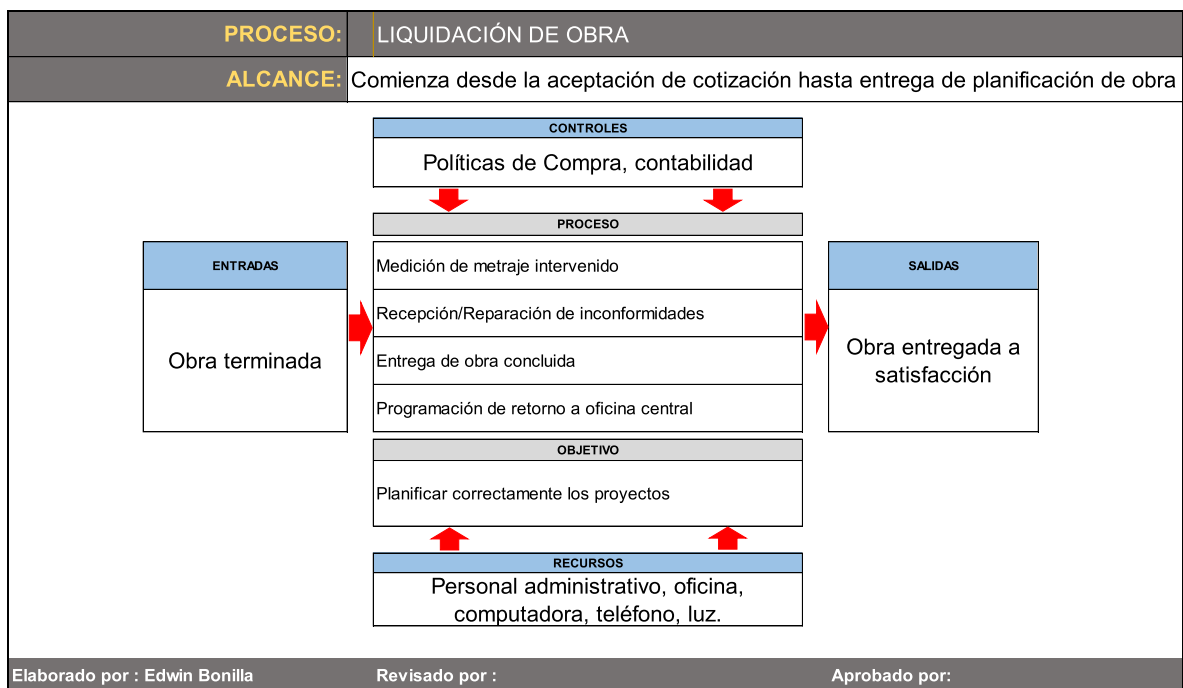 PROCESO: LIQUIDACIÓN DE OBRA
ALCANCE: Comienza desde la aceptación de cotización hasta entrega de planificación de obra
CONTROLES
Políticas de Compra, contabilidad
PROCESO
ENTRADAS
Obra terminada
Medición de metraje intervenido
Recepción/Reparación de inconformidades
Entrega de obra concluida
Programación de retorno a oficina central
SALIDAS
Obra entregada a
satisfacción
OBJETIVO
Planificar correctamente los proyectos
RECURSOS
Personal administrativo, oficina,
computadora, teléfono, luz.
Elaborado por : Edwin Bonilla Revisado por : Aprobado por: